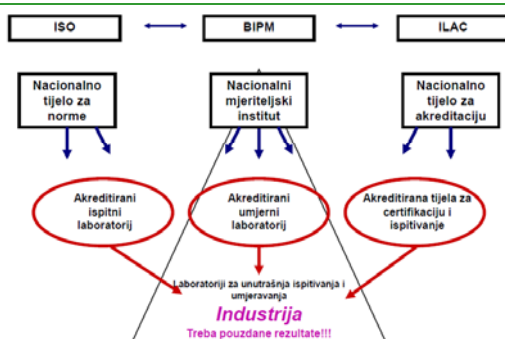 ISO
BIPM
ILAC
Nacionalno
tijelo za
norme
Nacionalni
mjeriteljski
institut
Nacionalno
tijelo za
akreditaciju
Akreditirani
ispitni
laboratorij
Akreditirani
umjerni
laboratorij
Akreditirana tijela za
certifikaciju i
ispitivanje
Laboratoriji za unutrašnja ispitivanja i
umjeravanja
Industrija
Treba pouzdane rezultate!!!